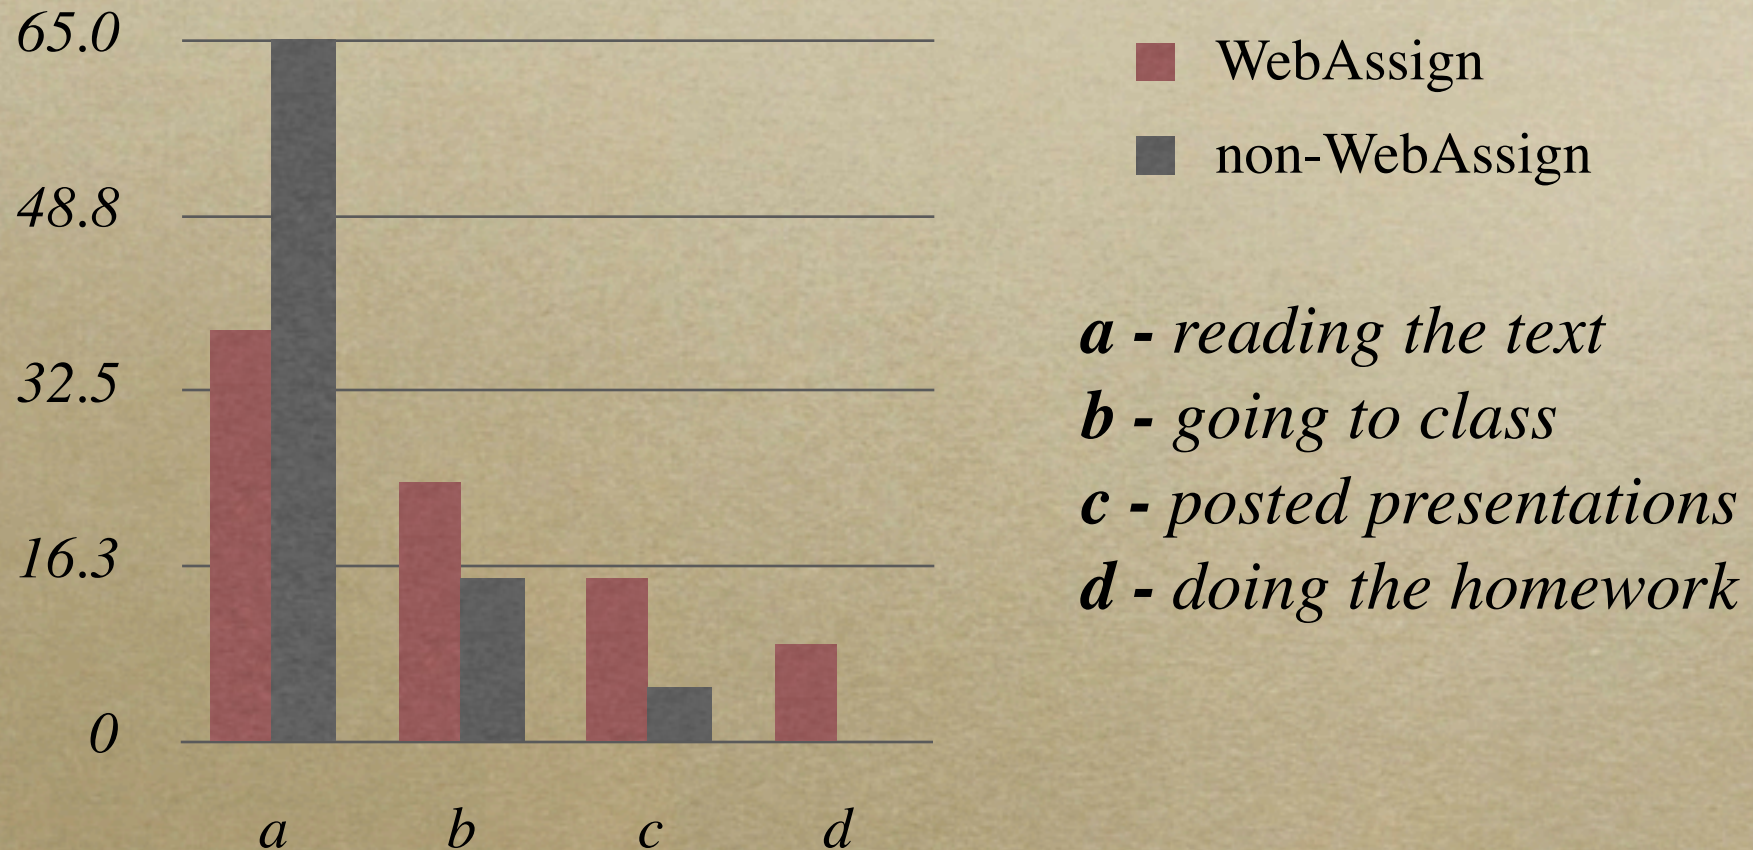 65.0
48.8
32.5
16.3
0
a
b
c
d
WebAssign
non-WebAssign
a - reading the text
b - going to class
c - posted presentations
d - doing the homework